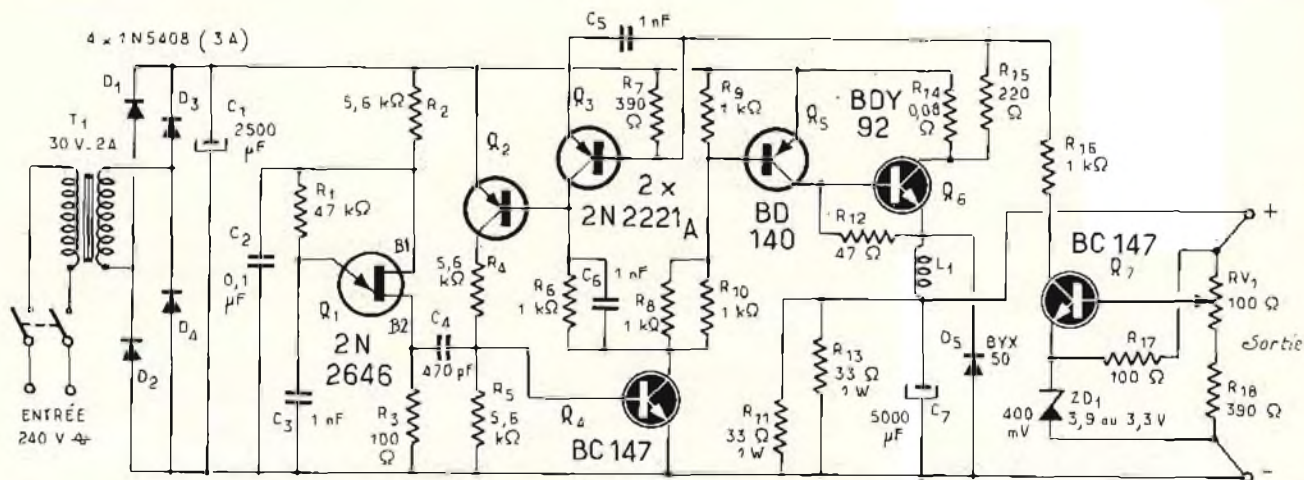 4 x 1N5408 (3A)
D1
D3
C1
2500
µF
T1
30V-2A
D4
D2
ENTRÉE
240 V
5,6 kΩ
R2
R1
47 kΩ
C2
0,1
µF
B1
B2
Q1
2N
2646
C3
1 nF
R3
100
Ω
C4
470 pF
Q2
5,6
kΩ
R4
R5
5,6
kΩ
C5
1 nF
Q3
R7
390
Ω
2 x
2N 2221A
R6
1 kΩ
C6
1 nF
R8
1 kΩ
R10
1 kΩ
Q4
BC 147
R9
1 kΩ
Q5
BD
140
BDY
92
Q6
R14
0,08
Ω
R15
220
Ω
R12
47 Ω
L1
R13
33 Ω
1W
R11
33 Ω
1W
5000
µF
C7
D5
BYX
50
R16
1 kΩ
BC 147
Q7
R17
100 Ω
400
mV
ZD1
3,9 au 3,3 V
+
RV1
100 Ω
Sortie
R18
390 Ω
-